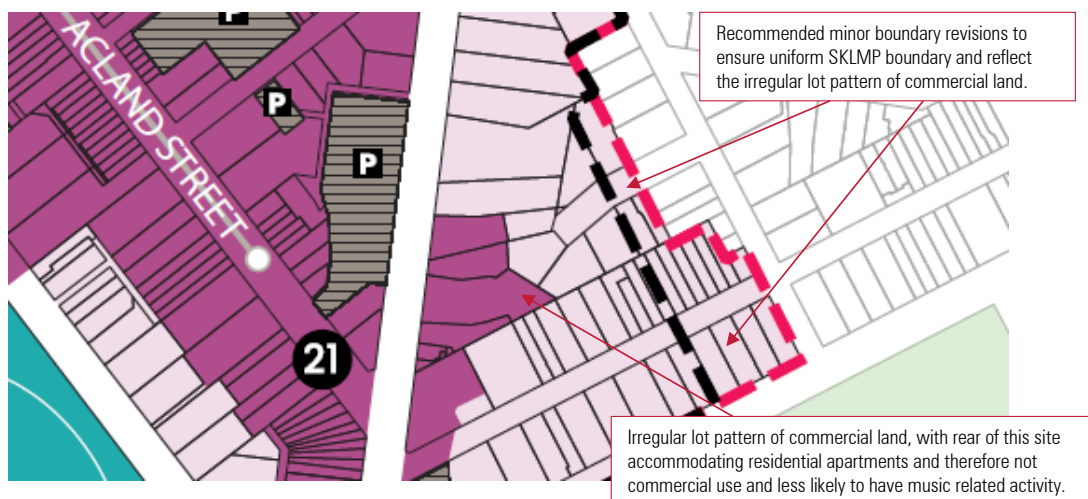 P
Recommended minor boundary revisions to
ensure uniform SKLMP boundary and reflect
the irregular lot pattern of commercial land.
ACLAND STREET
P
P
21
Irregular lot pattern of commercial land, with rear of this site
accommodating residential apartments and therefore not
commercial use and less likely to have music related activity.